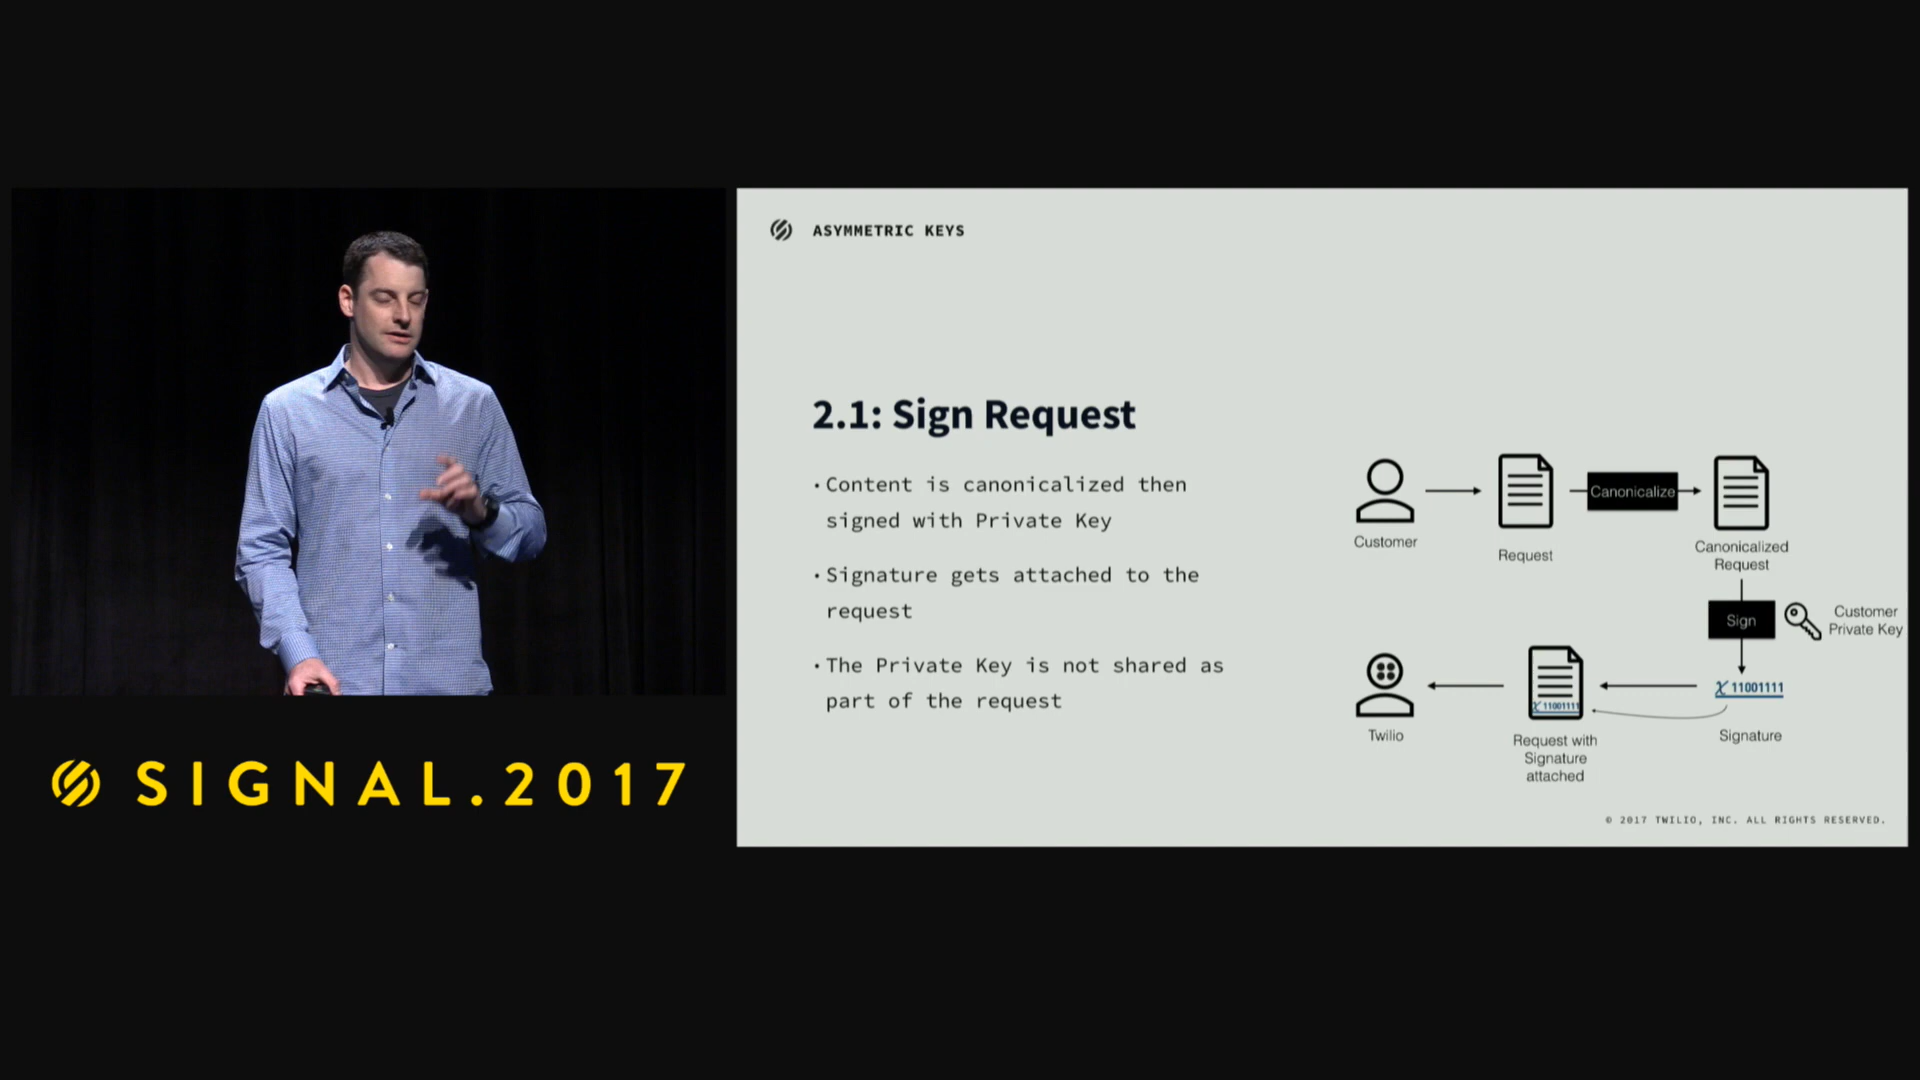 ASYMMETRIC KEYS
2.1: Sign Request
• Content is canonicalized then
signed with Private Key
• Signature gets attached to the
request
• The Private Key is not shared as
part of the request
Customer
Request
Canonicalize
Canonicalized
Request
Sign
Customer
Private Key
X 11001111
Signature
X 11001111
Request with
Signature
attached
Twilio
© 2017 TWILIO, INC. ALL RIGHTS RESERVED.
SIGNAL.2017